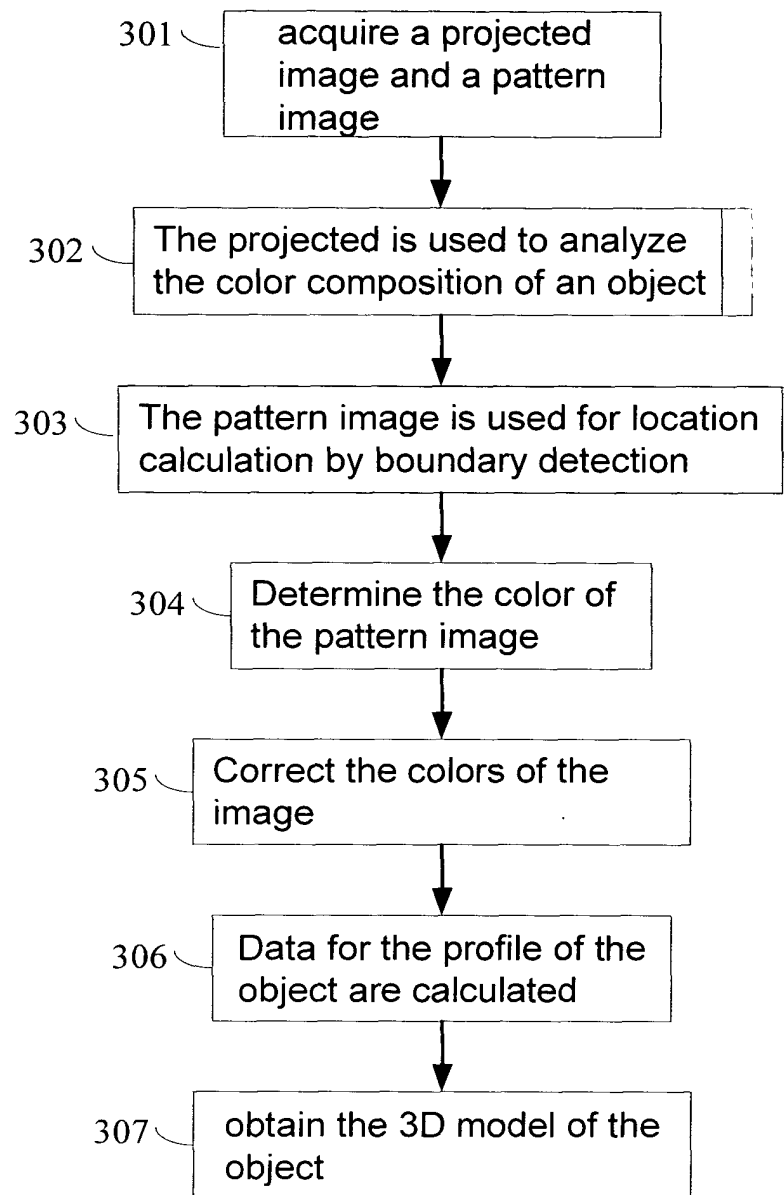 301
acquire a projected
image and a pattern
image
302
The projected is used to analyze
the color composition of an object
303
The pattern image is used for location
calculation by boundary detection
304
Determine the color of
the pattern image
305
Correct the colors of the
image
306
Data for the profile of the
object are calculated
307
obtain the 3D model of the
object